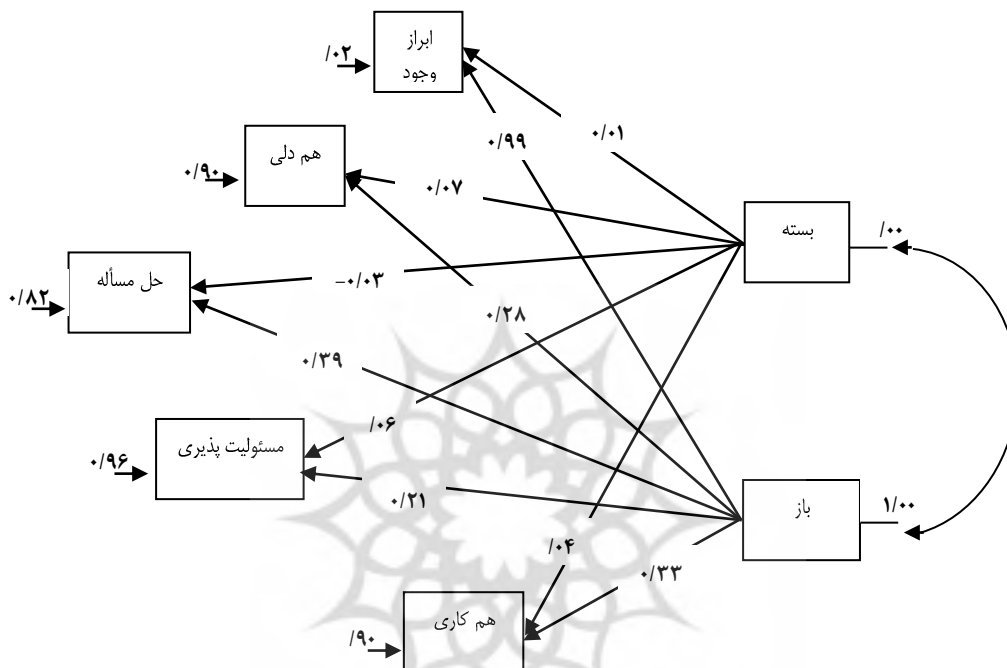 ابراز
وجود
/۰۲
۰/۰۱
۰/۹۹
هم دلی
۰/۹۰
۰/۰۷
بسته
/۰۰
حل مسأله
۰/۸۲
−۰/۰۳
۰/۲۸
۰/۳۹
مسئولیت پذیری
۰/۹۶
/۰۶
۰/۲۱
باز
۱/۰۰
/۰۴
۰/۳۳
هم کاری
/۹۰